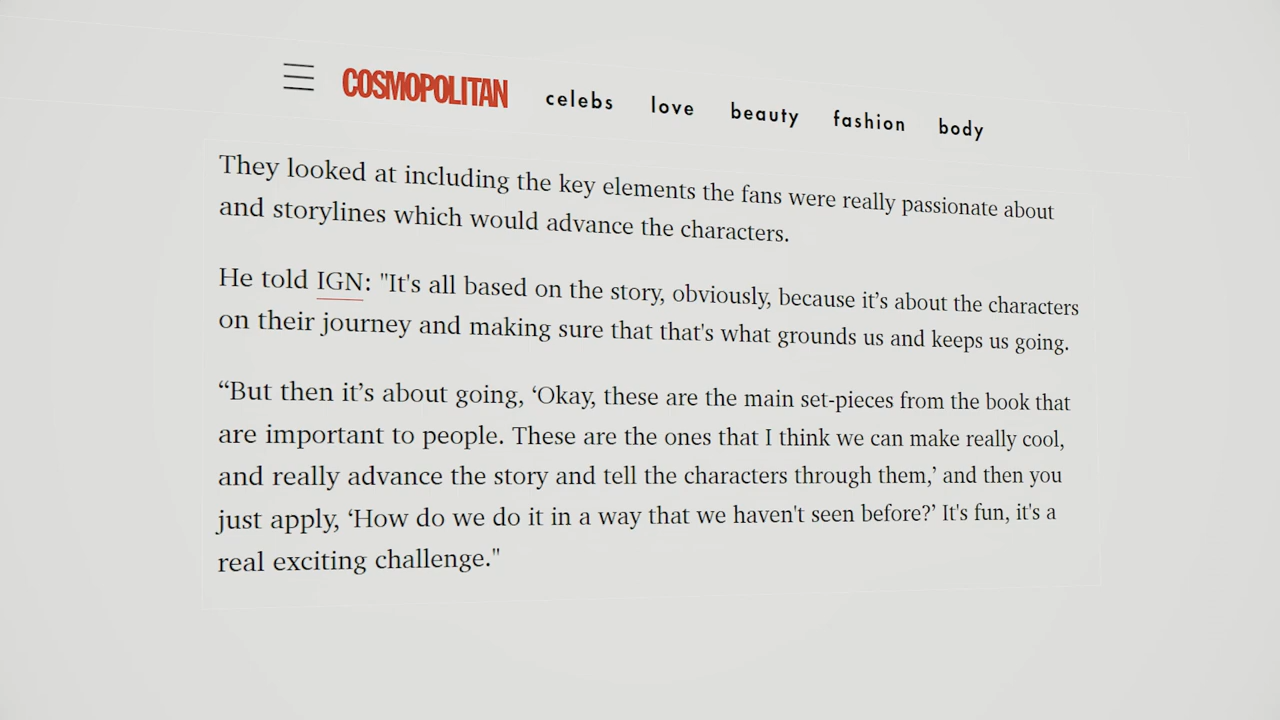 COSMOPOLITAN celebs love beauty fashion body
They looked at including the key elements the fans were really passionate about
and storylines which would advance the characters.
He told IGN: "It's all based on the story, obviously, because it’s about the characters
on their journey and making sure that that's what grounds us and keeps us going.
“But then it’s about going, ‘Okay, these are the main set-pieces from the book that
are important to people. These are the ones that I think we can make really cool,
and really advance the story and tell the characters through them,’ and then you
just apply, ‘How do we do it in a way that we haven't seen before?’ It's fun, it's a
real exciting challenge."